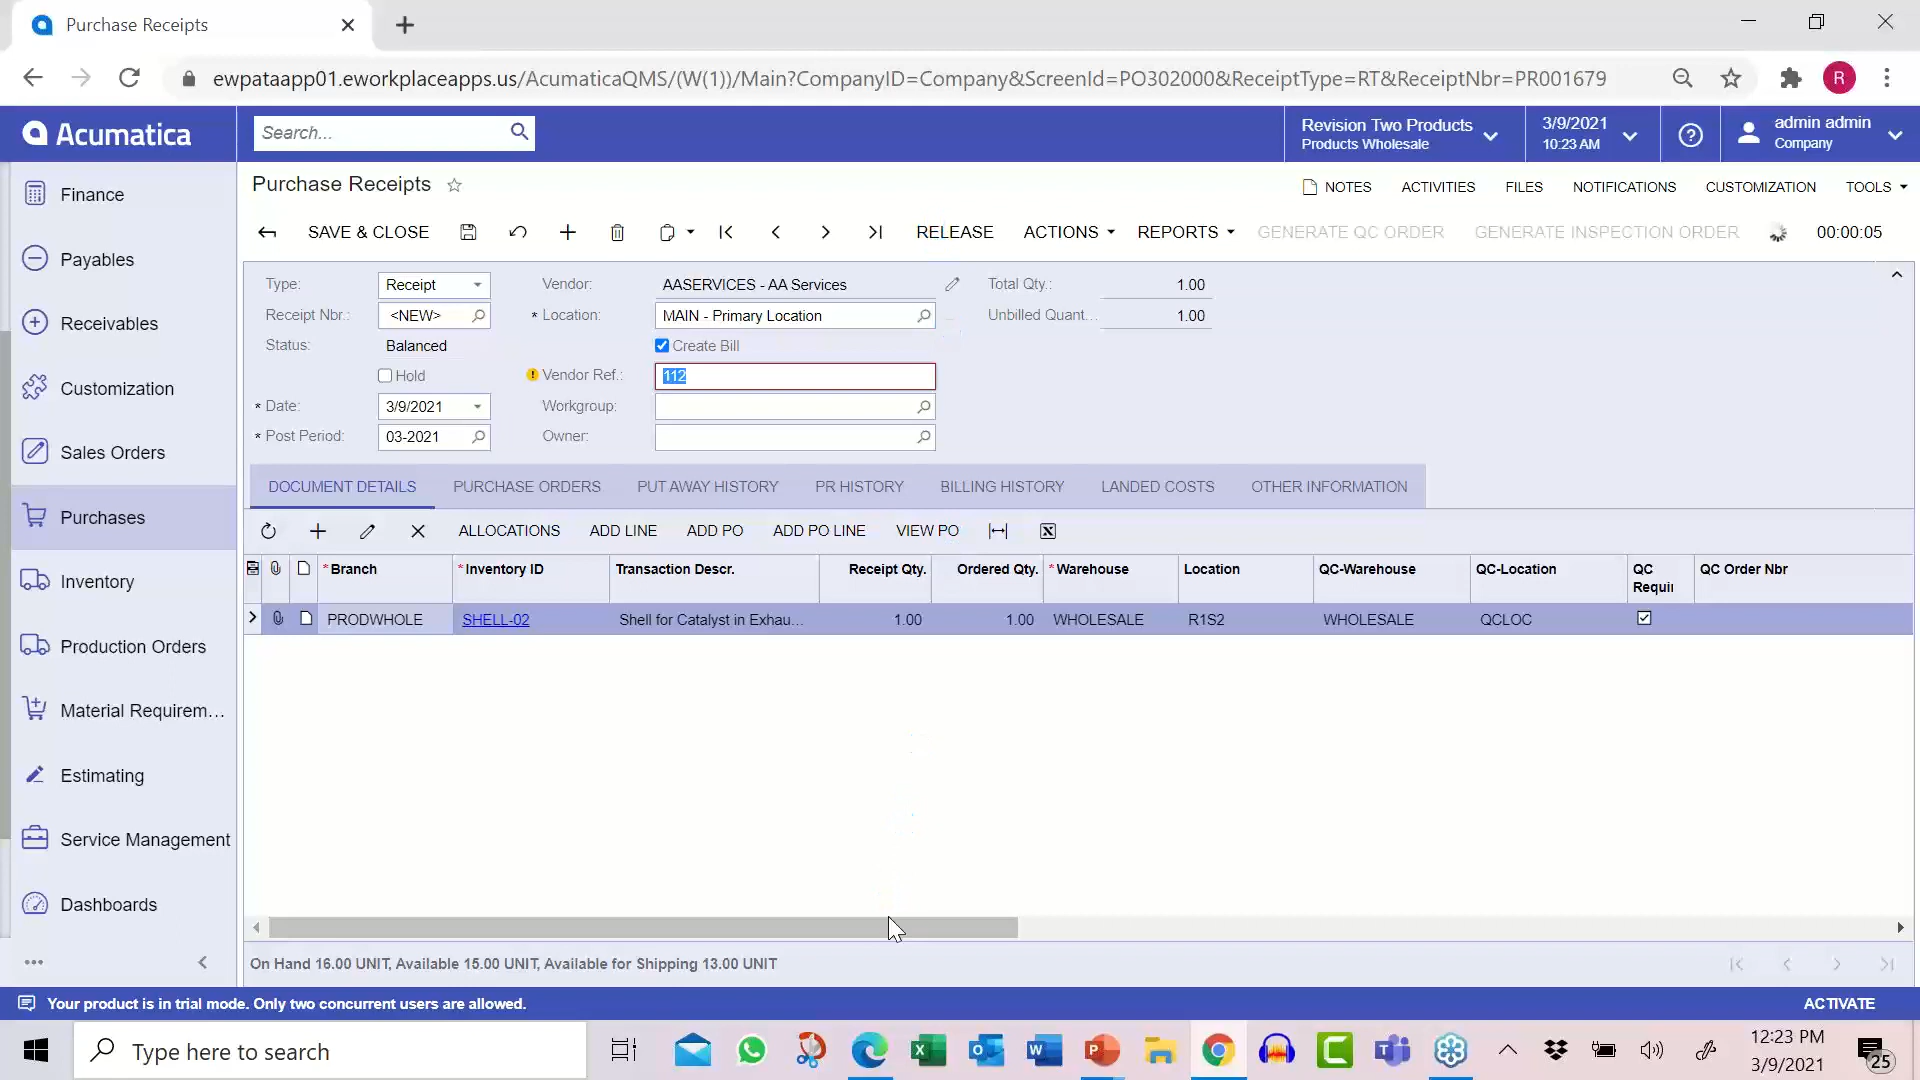 Purchase Receipts
ewpataapp01.eworkplaceapps.us/AcumaticaQMS/(W(1))/Main?CompanyID=Company&ScreenId=PO302000&ReceiptType=RT&ReceiptNbr=PR001679
R
Acumatica
Search...
Revision Two Products
Products Wholesale
3/9/2021
10:23 AM
admin admin
Company
Finance
Payables
Receivables
Customization
Sales Orders
Purchases
Inventory
Production Orders
Material Requirem...
Estimating
Service Management
Dashboards
Purchase Receipts
NOTES ACTIVITIES FILES NOTIFICATIONS CUSTOMIZATION TOOLS
SAVE & CLOSE RELEASE ACTIONS REPORTS GENERATE QC ORDER GENERATE INSPECTION ORDER 00:00:05
Type: Receipt Vendor: AASERVICES - AA Services Total Qty.: 1.00
Receipt Nbr.: <NEW> * Location: MAIN - Primary Location Unbilled Quant... 1.00
Status: Balanced Create Bill
Hold Vendor Ref.: 112
* Date: 3/9/2021 Workgroup:
* Post Period: 03-2021 Owner:
DOCUMENT DETAILS PURCHASE ORDERS PUT AWAY HISTORY PR HISTORY BILLING HISTORY LANDED COSTS OTHER INFORMATION
ALLOCATIONS ADD LINE ADD PO ADD PO LINE VIEW PO
* Branch * Inventory ID Transaction Descr. Receipt Qty. Ordered Qty. * Warehouse Location QC-Warehouse QC-Location QC Requir QC Order Nbr
PRODWHOLE SHELL-02 Shell for Catalyst in Exhau... 1.00 1.00 WHOLESALE R1S2 WHOLESALE QCLOC
On Hand 16.00 UNIT, Available 15.00 UNIT, Available for Shipping 13.00 UNIT
Your product is in trial mode. Only two concurrent users are allowed. ACTIVATE
Type here to search
12:23 PM
3/9/2021
25